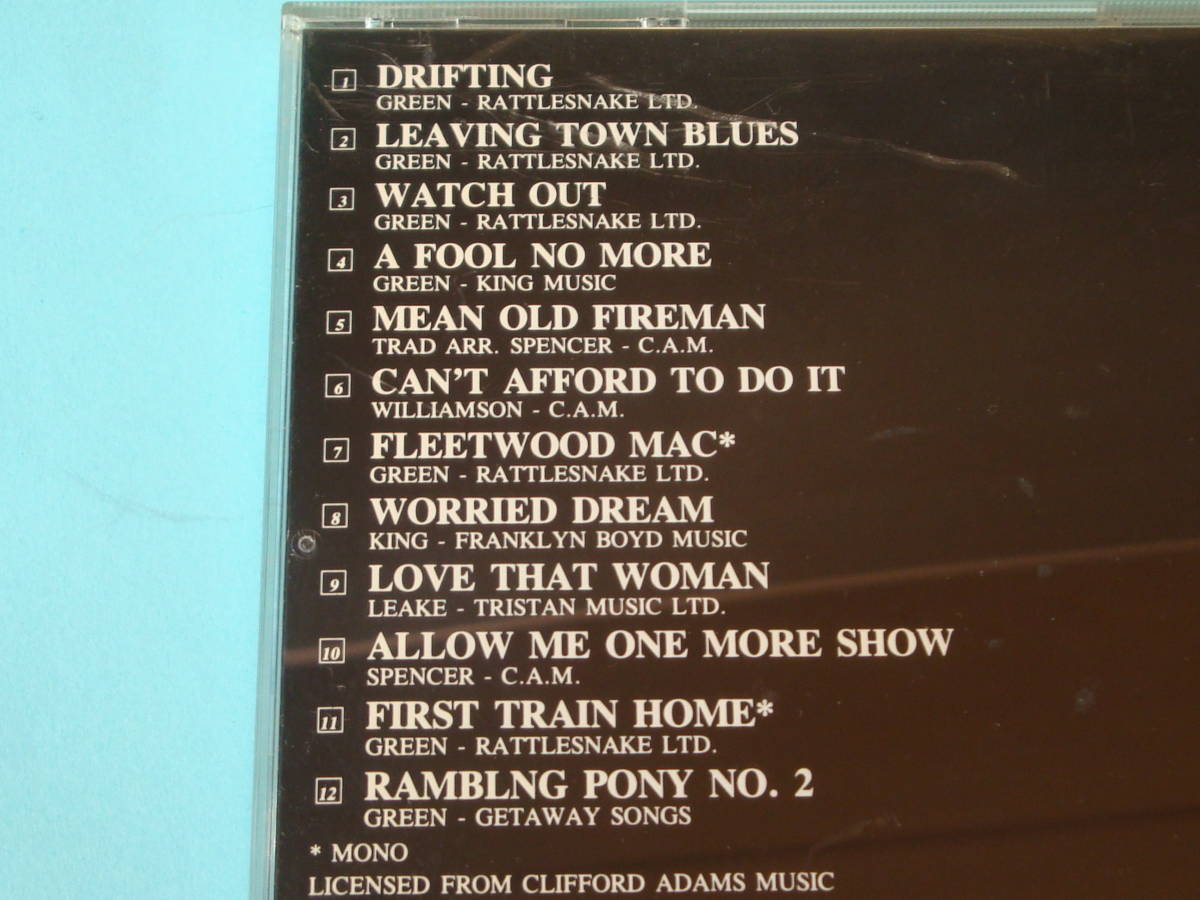 1 DRIFTING
GREEN - RATTLESNAKE LTD.
2 LEAVING TOWN BLUES
GREEN - RATTLESNAKE LTD.
3 WATCH OUT
GREEN - RATTLESNAKE LTD.
4 A FOOL NO MORE
GREEN - KING MUSIC
5 MEAN OLD FIREMAN
TRAD ARR. SPENCER - C.A.M.
6 CAN'T AFFORD TO DO IT
WILLIAMSON - C.A.M.
7 FLEETWOOD MAC*
GREEN - RATTLESNAKE LTD.
8 WORRIED DREAM
KING - FRANKLYN BOYD MUSIC
9 LOVE THAT WOMAN
LEAKE - TRISTAN MUSIC LTD.
10 ALLOW ME ONE MORE SHOW
SPENCER - C.A.M.
11 FIRST TRAIN HOME*
GREEN - RATTLESNAKE LTD.
12 RAMBLNG PONY NO. 2
GREEN - GETAWAY SONGS
* MONO
LICENSED FROM CLIFFORD ADAMS MUSIC